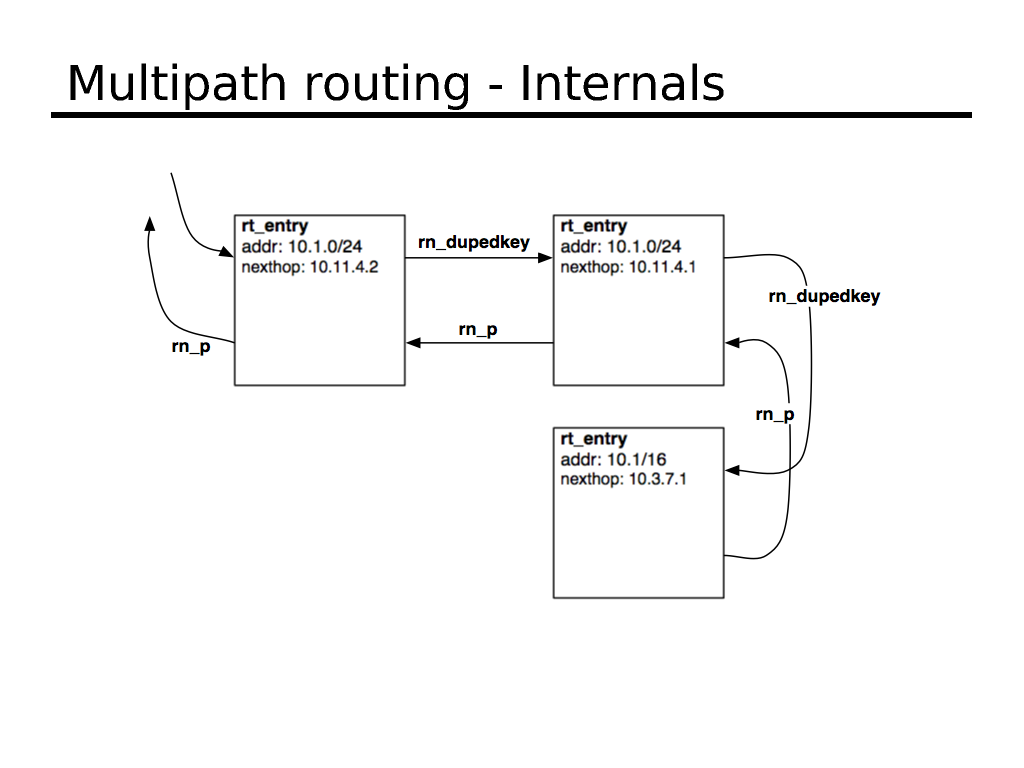 Multipath routing - Internals
rt_entry
addr: 10.1.0/24
nexthop: 10.11.4.2
rn_dupedkey
rt_entry
addr: 10.1.0/24
nexthop: 10.11.4.1
rn_dupedkey
rn_p
rn_p
rn_p
rt_entry
addr: 10.1/16
nexthop: 10.3.7.1